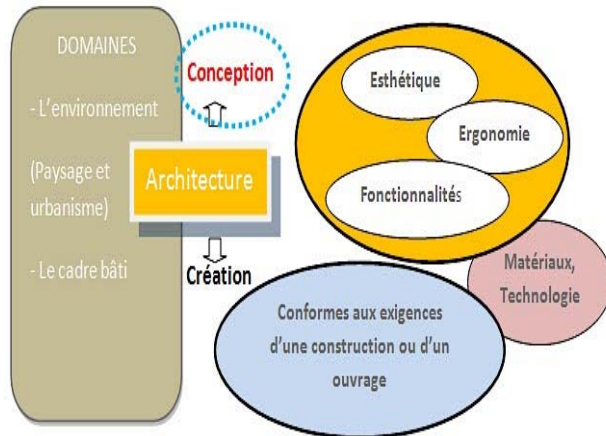 DOMAINES
- L'environnement
(Paysage et
urbanisme)
- Le cadre bâti
Conception
Architecture
Création
Esthétique
Ergonomie
Fonctionnalités
Matériaux,
Technologie
Conformes aux exigences
d'une construction ou d'un
ouvrage